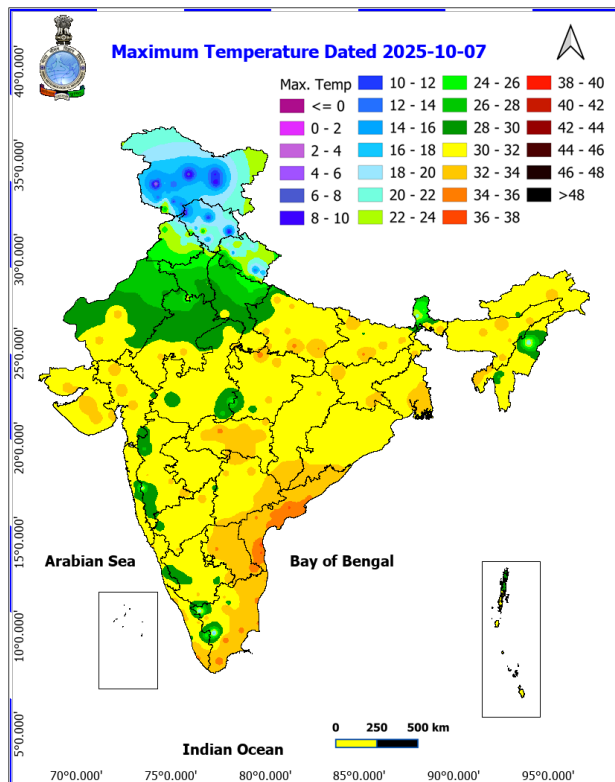 Maximum Temperature Dated 2025-10-07
Max. Temp
<= 0
0 - 2
2 - 4
4 - 6
6 - 8
8 - 10
10 - 12
12 - 14
14 - 16
16 - 18
18 - 20
20 - 22
22 - 24
24 - 26
26 - 28
28 - 30
30 - 32
32 - 34
34 - 36
36 - 38
38 - 40
40 - 42
42 - 44
44 - 46
46 - 48
>48
40°0.000'
35°0.000'
30°0.000'
25°0.000'
20°0.000'
15°0.000'
10°0.000'
5°0.000'
Arabian Sea
Bay of Bengal
0 250 500 km
Indian Ocean
70°0.000' 75°0.000' 80°0.000' 85°0.000' 90°0.000' 95°0.000'